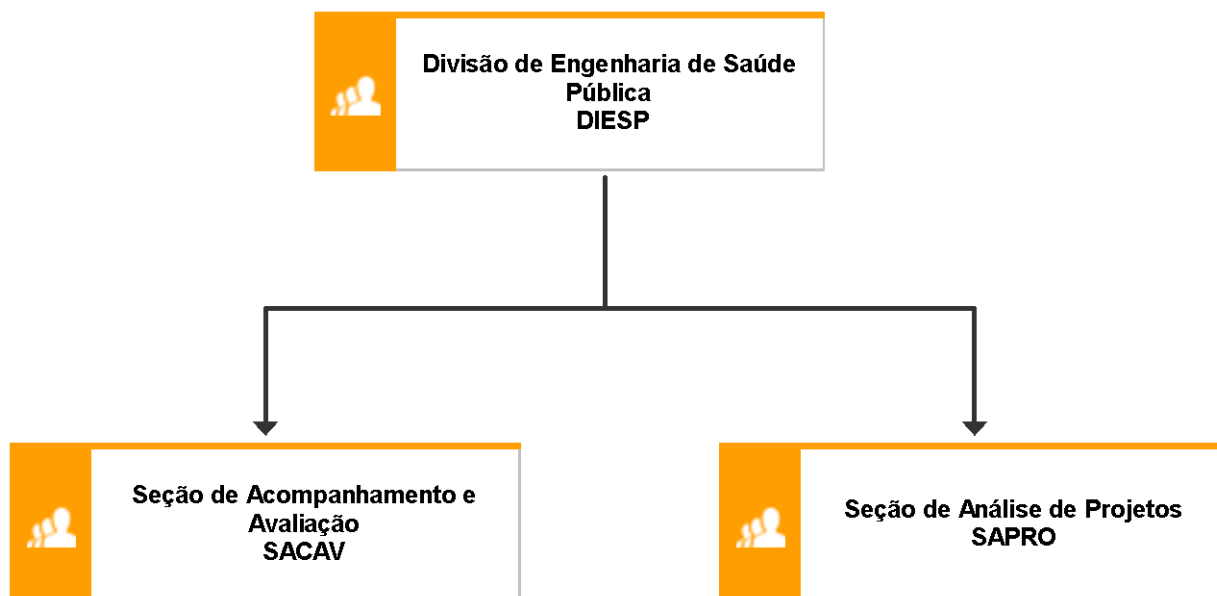 Divisão de Engenharia de Saúde
Pública
DIESP
Seção de Acompanhamento e
Avaliação
SACAV
Seção de Análise de Projetos
SAPRO